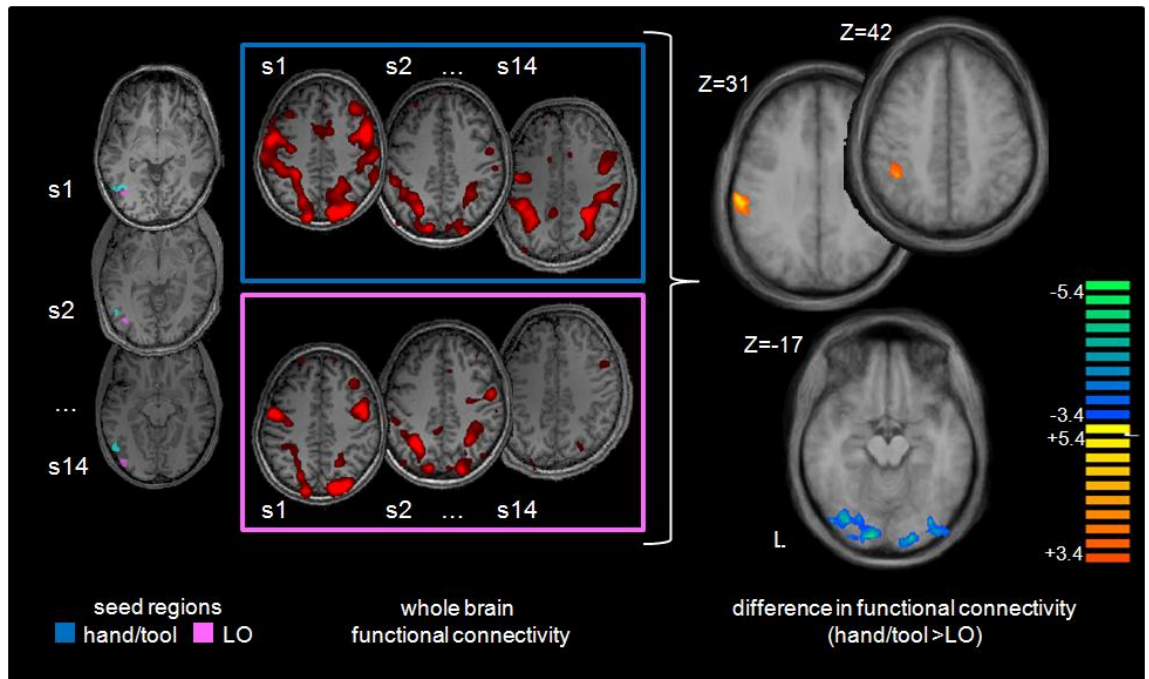 s1
s2
...
s14
s1
s2 ... s14
s1
s2 ... s14
Z=31
Z=42
Z=-17
L
-5.4
-3.4
+5.4
+3.4
seed regions
hand/tool LO
whole brain
functional connectivity
difference in functional connectivity
(hand/tool >LO)